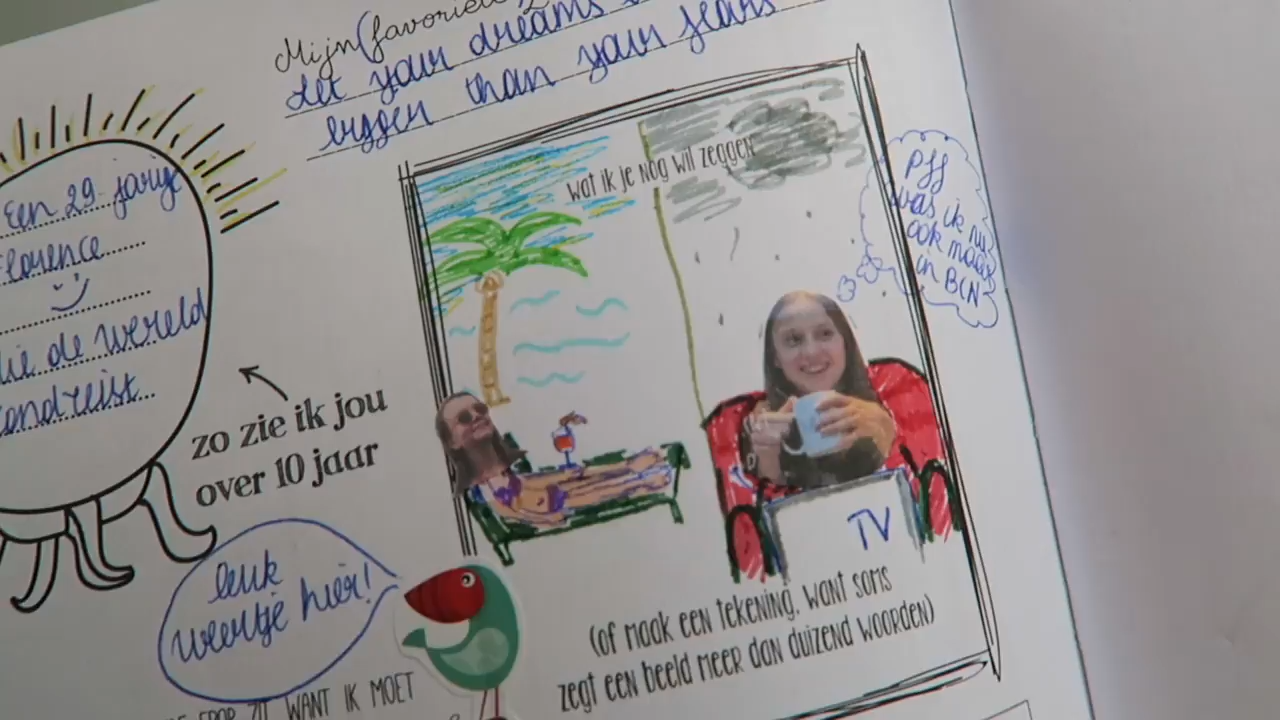 Mijn (favoriete
Let your dreams
bigger than your fears
wat ik je nog wil zeggen
Pff
was ik nu
ook maar
in BCN
Een 29-jarige
Florence
die de wereld
rondreist
zo zie ik jou
over 10 jaar
leuk
weertje hier!
TV
(of maak een tekening, want soms
zegt een beeld meer dan duizend woorden)
WANT IK MOET